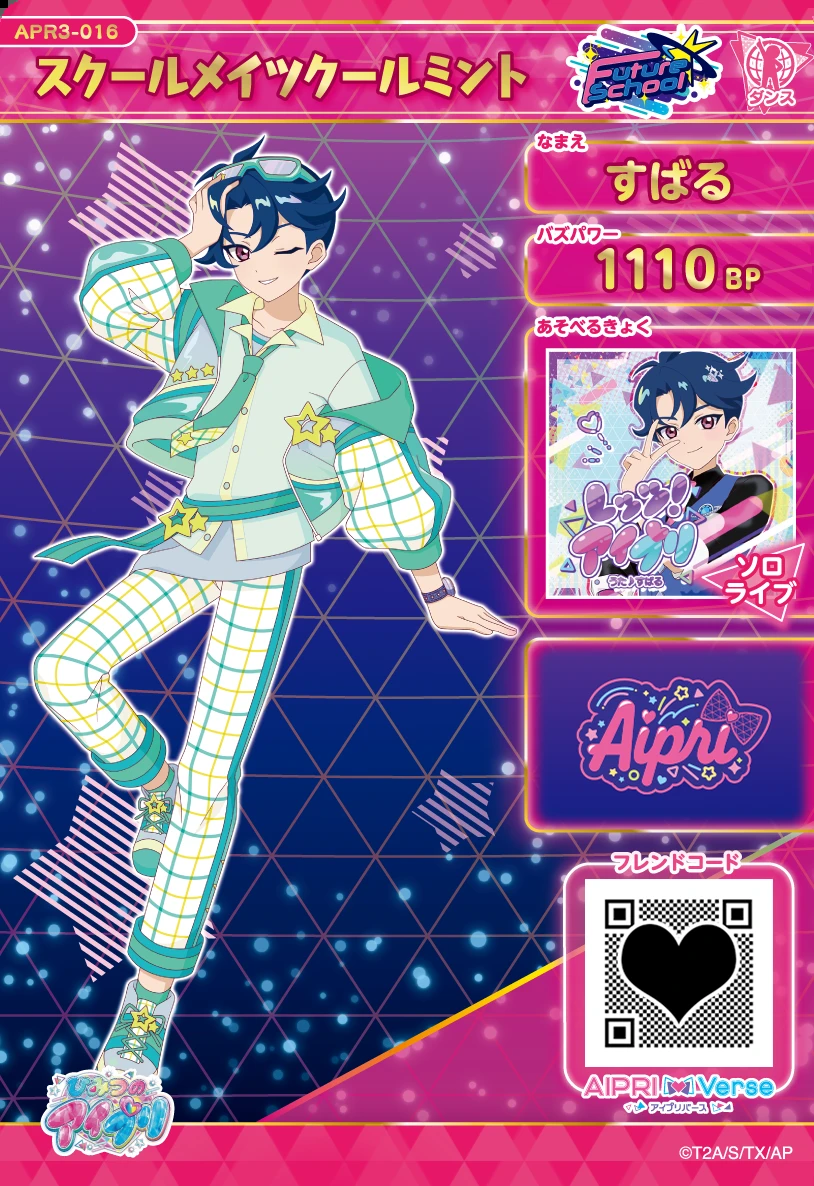 APR3-016
スクールメイツクールミント
Future School
ダンス
なまえ
すばる
バズパワー
1110BP
あそべるきょく
レッツ!
アイプリ
うた♪すばる
ソロ
ライブ
Aipri
フレンドコード
AIPRI Verse
アイプリバース
ひみつの
アイプリ
©T2A/S/TX/AP